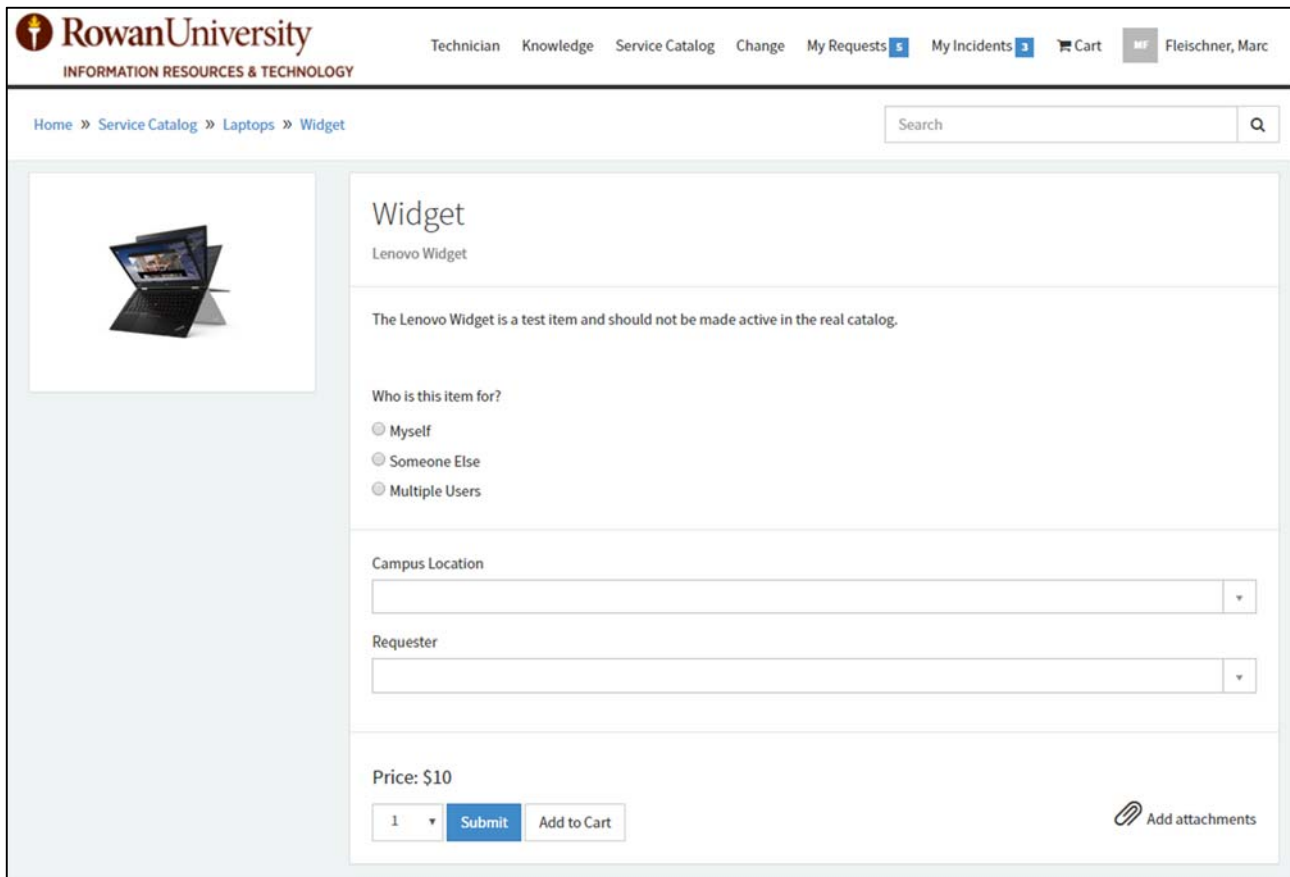 RowanUniversity
INFORMATION RESOURCES & TECHNOLOGY
Technician Knowledge Service Catalog Change My Requests 5 My Incidents 3 Cart MF Fleischner, Marc
Home » Service Catalog » Laptops » Widget
Search
Widget
Lenovo Widget
The Lenovo Widget is a test item and should not be made active in the real catalog.
Who is this item for?
Myself
Someone Else
Multiple Users
Campus Location
Requester
Price: $10
1 Submit Add to Cart Add attachments